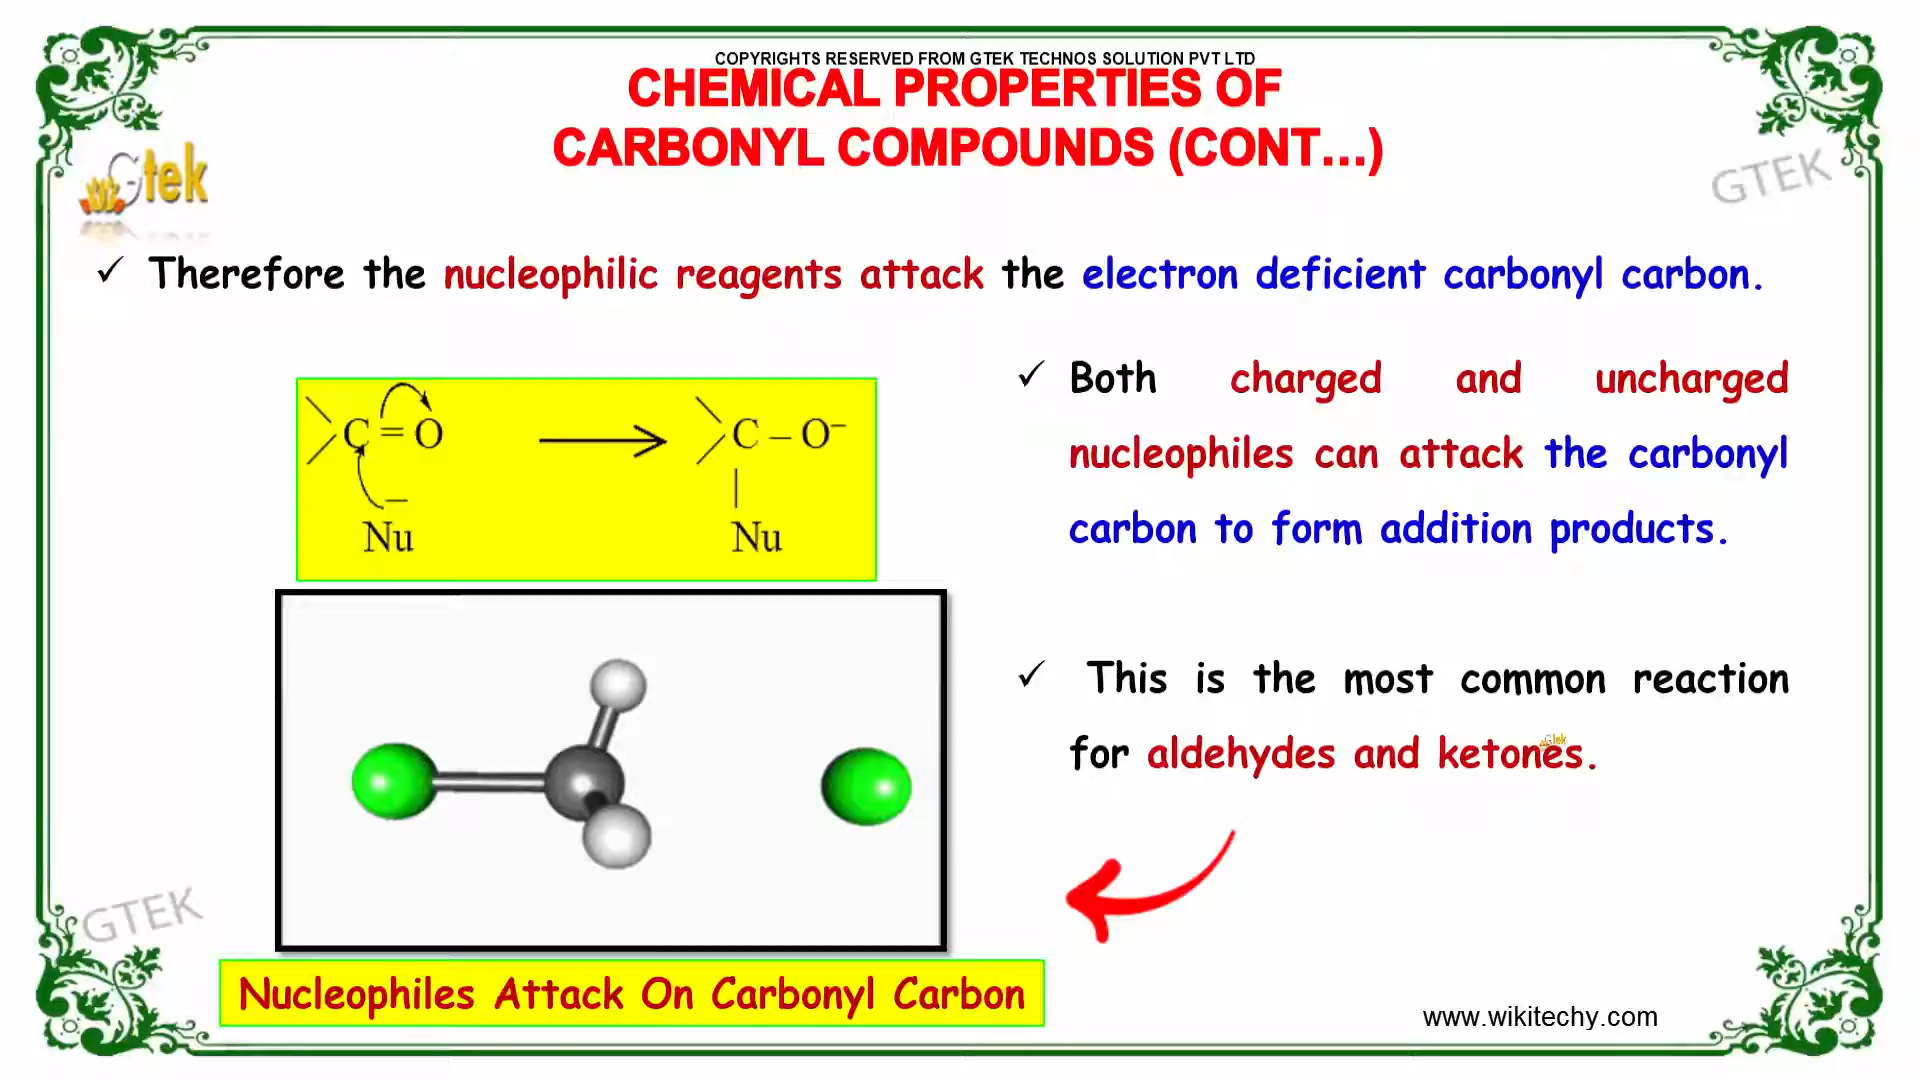 COPYRIGHTS RESERVED FROM GTEK TECHNOS SOLUTION PVT LTD
CHEMICAL PROPERTIES OF
CARBONYL COMPOUNDS (CONT...)
Gtek
GTEK
✓ Therefore the nucleophilic reagents attack the electron deficient carbonyl carbon.
C = O
C – O⁻
Nu
Nu
✓ Both charged and uncharged
nucleophiles can attack the carbonyl
carbon to form addition products.
✓ This is the most common reaction
for aldehydes and ketones.
Gtek
GTEK
Nucleophiles Attack On Carbonyl Carbon
www.wikitechy.com